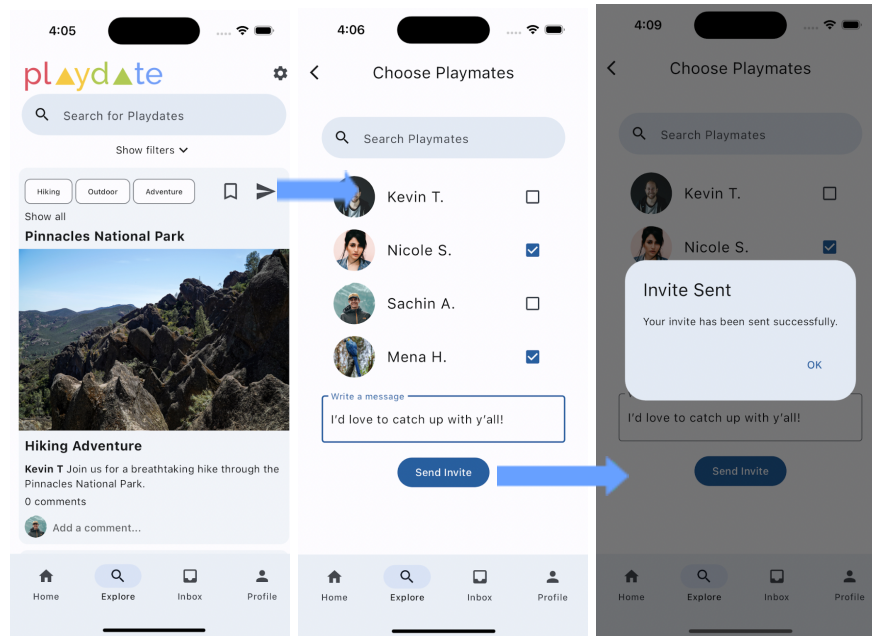 4:05
playdate
Search for Playdates
Show filters
Hiking Outdoor Adventure
Show all
Pinnacles National Park
Hiking Adventure
Kevin T Join us for a breathtaking hike through the
Pinnacles National Park.
0 comments
Add a comment...
Home Explore Inbox Profile
4:06
Choose Playmates
Search Playmates
Kevin T.
Nicole S.
Sachin A.
Mena H.
Write a message
I'd love to catch up with y'all!
Send Invite
Home Explore Inbox Profile
4:09
Choose Playmates
Search Playmates
Kevin T.
Nicole S.
Invite Sent
Your invite has been sent successfully.
OK
I'd love to catch up with y'all!
Send Invite
Home Explore Inbox Profile